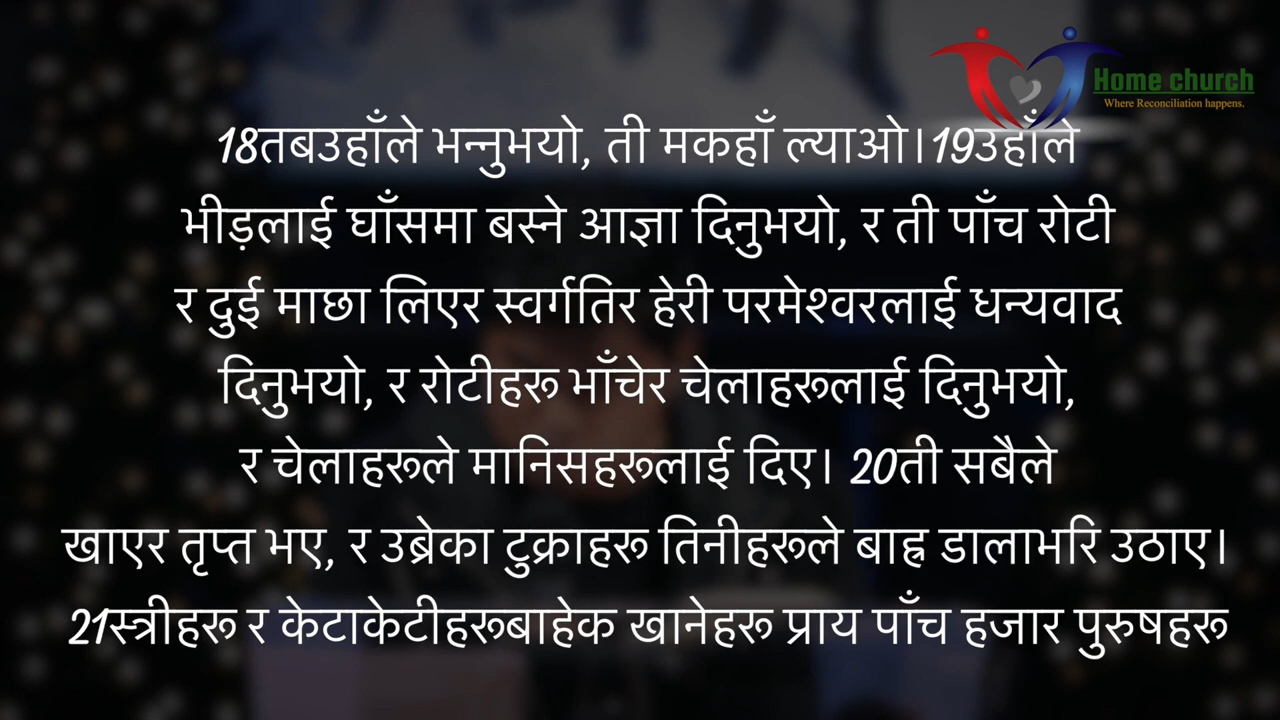 Home church
Where Reconciliation happens.
18तबउहाँले भन्नुभयो, ती मकहाँ ल्याओ।19उहाँले
भीड़लाई घाँसमा बस्ने आज्ञा दिनुभयो, र ती पाँच रोटी
र दुई माछा लिएर स्वर्गतिर हेरी परमेश्वरलाई धन्यवाद
दिनुभयो, र रोटीहरू भाँचेर चेलाहरूलाई दिनुभयो,
र चेलाहरूले मानिसहरूलाई दिए। 20ती सबैले
खाएर तृप्त भए, र उब्रेका टुक्राहरू तिनीहरूले बाह्र डालाभरि उठाए।
21स्त्रीहरू र केटाकेटीहरूबाहेक खानेहरू प्राय पाँच हजार पुरुषहरू